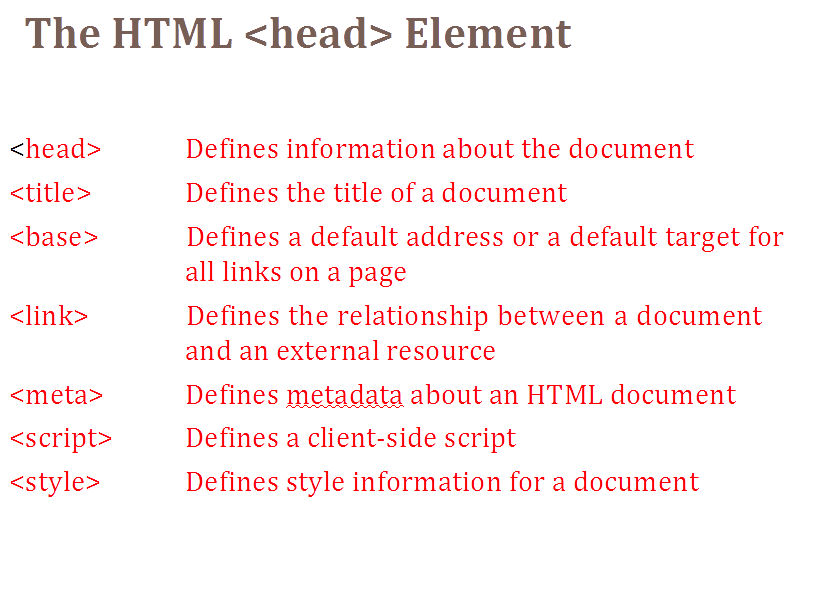 The HTML <head> Element
<head> Defines information about the document
<title> Defines the title of a document
<base> Defines a default address or a default target for
all links on a page
<link> Defines the relationship between a document
and an external resource
<meta> Defines metadata about an HTML document
<script> Defines a client-side script
<style> Defines style information for a document